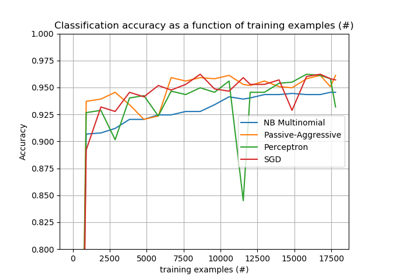 Classification accuracy as a function of training examples (#)
1.000
0.975
0.950
0.925
0.900
0.875
0.850
0.825
0.800
Accuracy
NB Multinomial
Passive-Aggressive
Perceptron
SGD
0 2500 5000 7500 10000 12500 15000 17500
training examples (#)